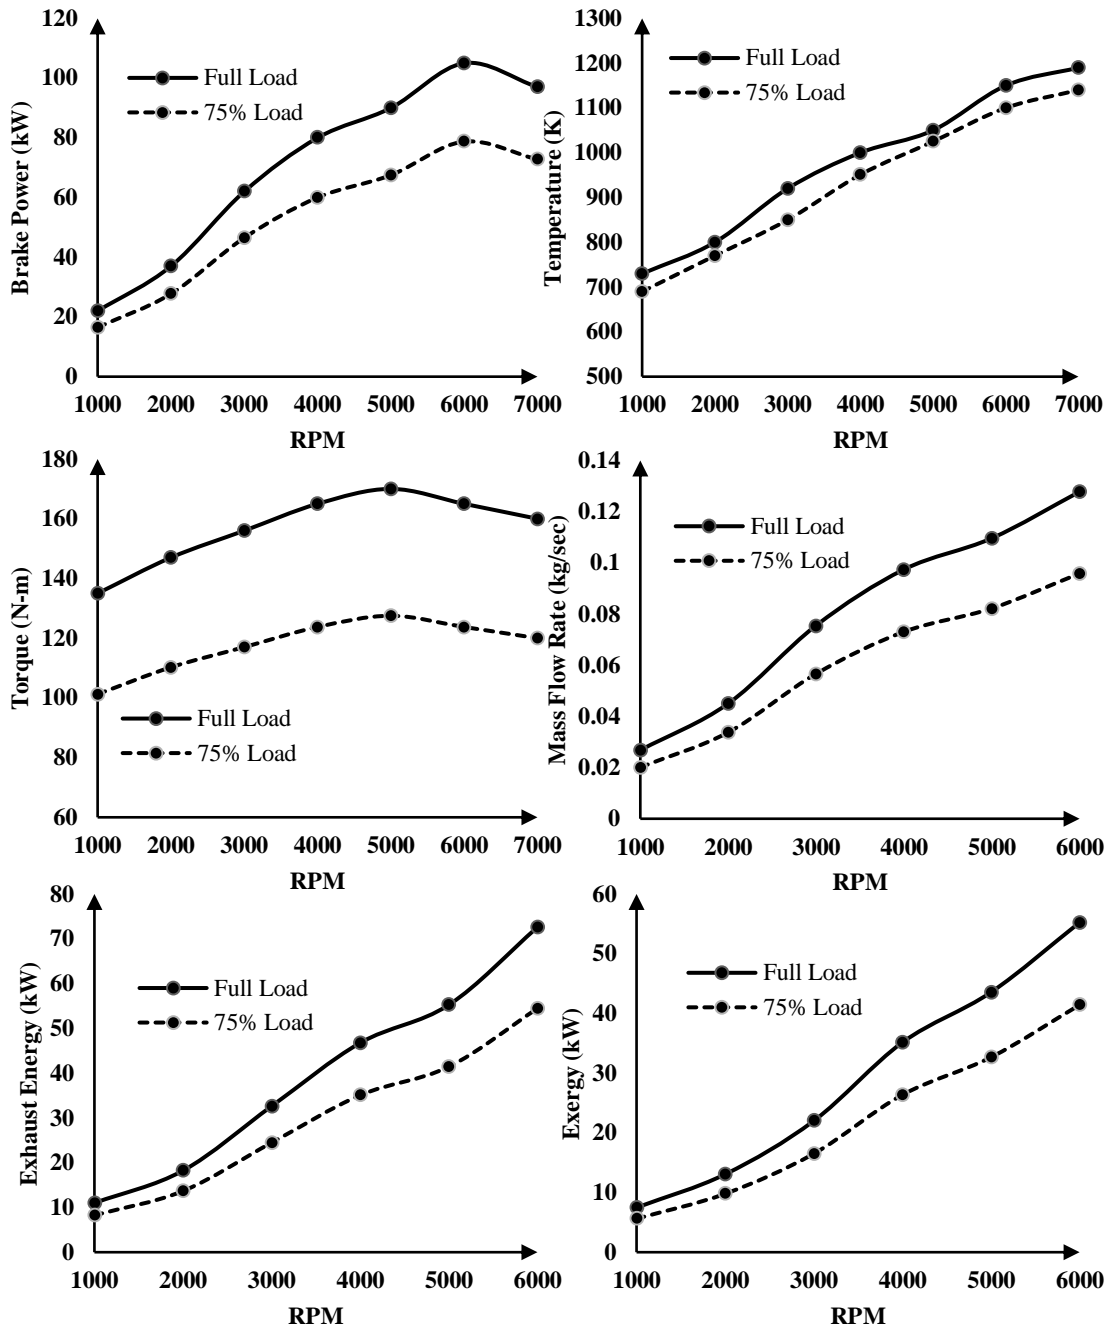 120
100
80
60
40
20
0
Brake Power (kW)
Full Load
75% Load
1000 2000 3000 4000 5000 6000 7000
RPM
1300
1200
1100
1000
900
800
700
600
500
Temperature (K)
Full Load
75% Load
1000 2000 3000 4000 5000 6000 7000
RPM
180
160
140
120
100
80
60
Torque (N-m)
Full Load
75% Load
1000 2000 3000 4000 5000 6000 7000
RPM
0.14
0.12
0.1
0.08
0.06
0.04
0.02
0
Mass Flow Rate (kg/sec)
Full Load
75% Load
1000 2000 3000 4000 5000 6000
RPM
80
70
60
50
40
30
20
10
0
Exhaust Energy (kW)
Full Load
75% Load
1000 2000 3000 4000 5000 6000
RPM
60
50
40
30
20
10
0
Exergy (kW)
Full Load
75% Load
1000 2000 3000 4000 5000 6000
RPM